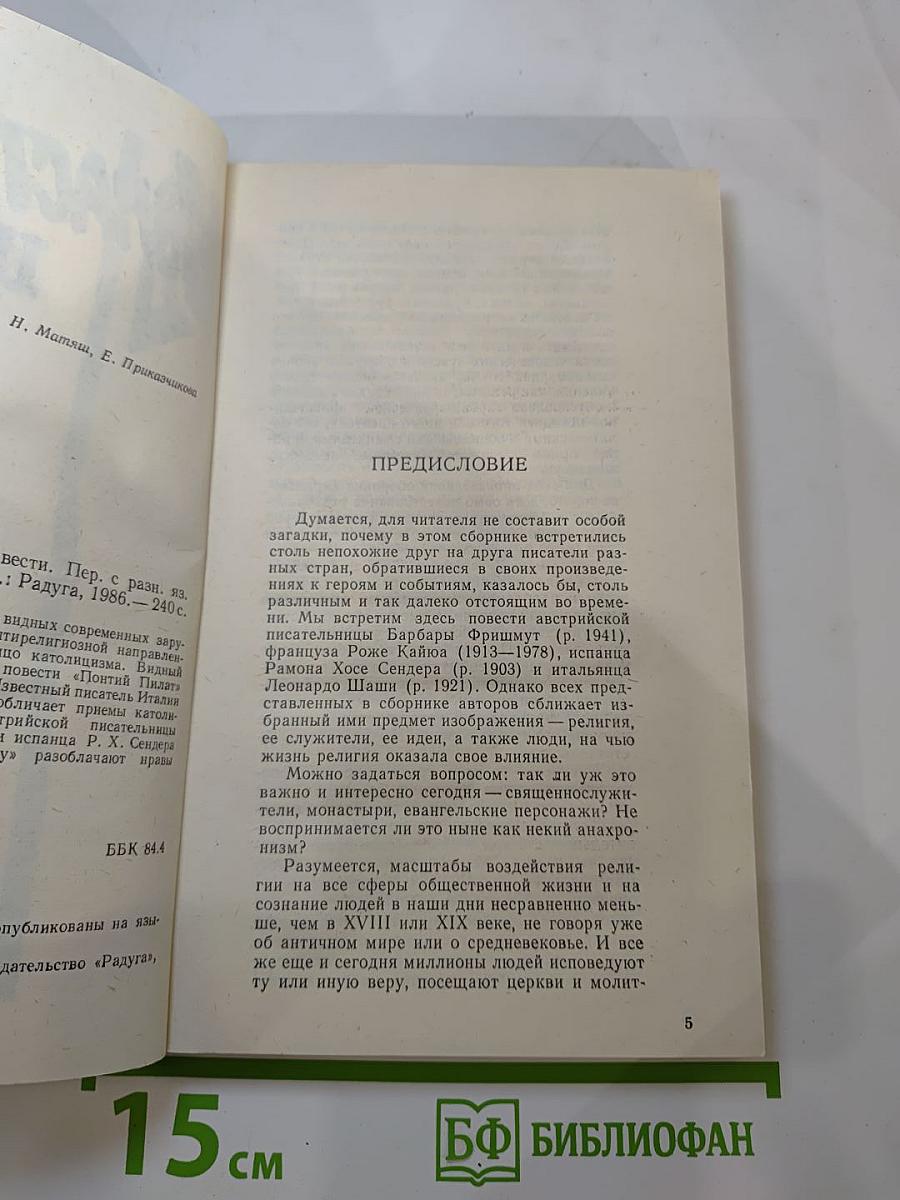 Н. Матяш, Е. Приказчикова
вести. Пер. с разн. яз.
.: Радуга, 1986.— 240 с.
видных современных зару-
нтирелигиозной направлен-
цо католицизма. Видный
повести «Понтий Пилат»
Известный писатель Италии
обличает приемы католи-
трийской писательницы
и испанца Р. Х. Сендера
у» разоблачают нравы
ББК 84.4
опубликованы на язы-
дательство «Радуга»,
ПРЕДИСЛОВИЕ
Думается, для читателя не составит особой
загадки, почему в этом сборнике встретились
столь непохожие друг на друга писатели раз-
ных стран, обратившиеся в своих произведе-
ниях к героям и событиям, казалось бы, столь
различным и так далеко отстоящим во време-
ни. Мы встретим здесь повести австрийской
писательницы Барбары Фришмут (р. 1941),
француза Роже Кайюа (1913—1978), испанца
Рамона Хосе Сендера (р. 1903) и итальянца
Леонардо Шаши (р. 1921). Однако всех пред-
ставленных в сборнике авторов сближает из-
бранный ими предмет изображения — религия,
ее служители, ее идеи, а также люди, на чью
жизнь религия оказала свое влияние.
Можно задаться вопросом: так ли уж это
важно и интересно сегодня — священнослужи-
тели, монастыри, евангельские персонажи? Не
воспринимается ли это ныне как некий анахро-
низм?
Разумеется, масштабы воздействия рели-
гии на все сферы общественной жизни и на
сознание людей в наши дни несравненно мень-
ше, чем в XVIII или XIX веке, не говоря уже
об античном мире или о средневековье. И все
же еще и сегодня миллионы людей исповедуют
ту или иную веру, посещают церкви и молит-
5
15 см
БФ БИБЛИОФАН